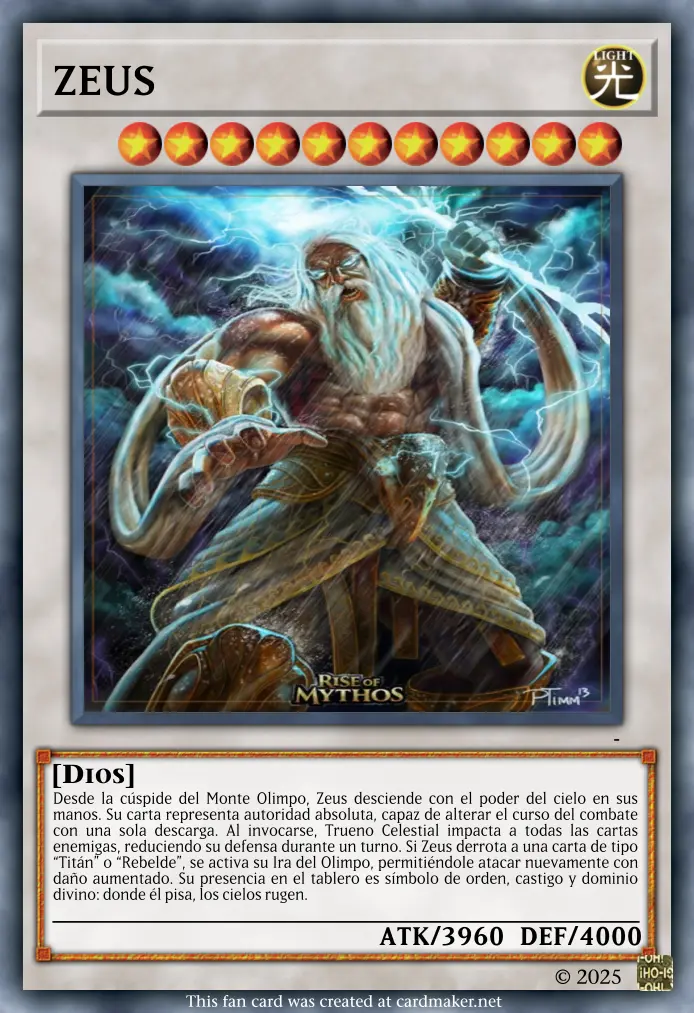 ZEUS
LIGHT
光
RISE OF
MYTHOS
PTIMM 13
-
[DIOS]
Desde la cúspide del Monte Olimpo, Zeus desciende con el poder del cielo en sus
manos. Su carta representa autoridad absoluta, capaz de alterar el curso del combate
con una sola descarga. Al invocarse, Trueno Celestial impacta a todas las cartas
enemigas, reduciendo su defensa durante un turno. Si Zeus derrota a una carta de tipo
“Titán” o “Rebelde”, se activa su Ira del Olimpo, permitiéndole atacar nuevamente con
daño aumentado. Su presencia en el tablero es símbolo de orden, castigo y dominio
divino: donde él pisa, los cielos rugen.
ATK/3960 DEF/4000
© 2025
This fan card was created at cardmaker.net